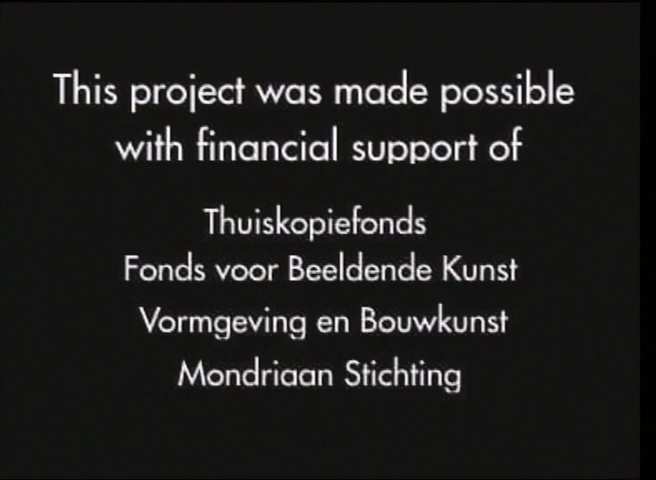 This project was made possible
with financial support of
Thuiskopiefonds
Fonds voor Beeldende Kunst
Vormgeving en Bouwkunst
Mondriaan Stichting